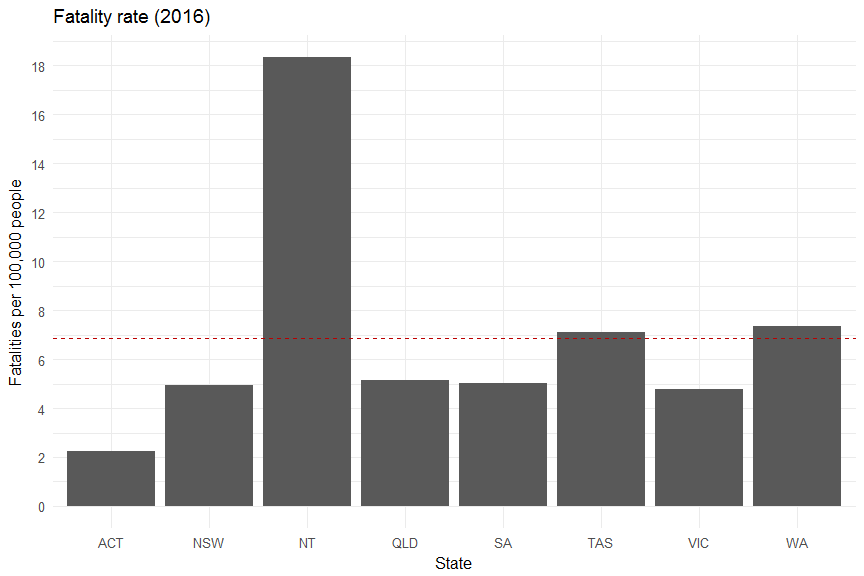 Fatality rate (2016)
Fatalities per 100,000 people
18
16
14
12
10
8
6
4
2
0
ACT NSW NT QLD SA TAS VIC WA
State